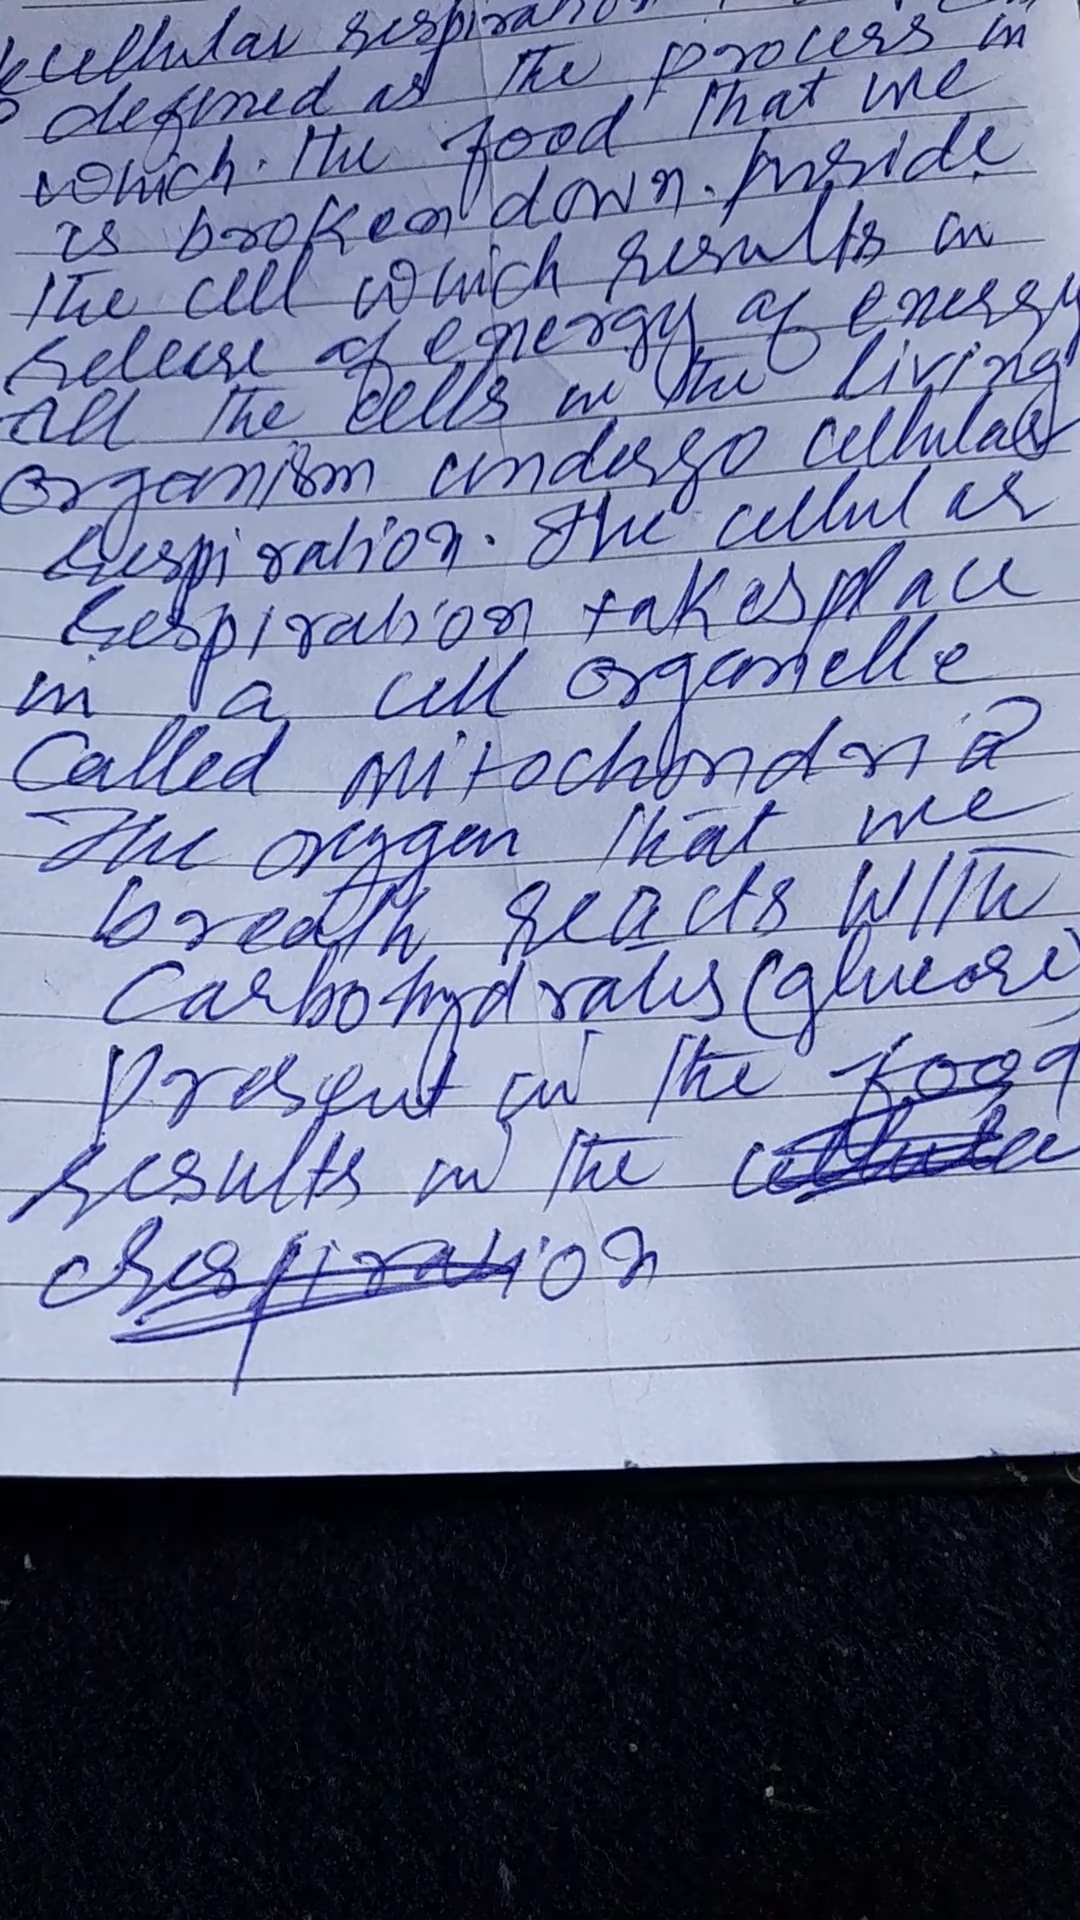 cellular respiration
defined as the process in
which. the food that we
is broken down. Inside
the cell which results in
release of energy of energy
All the cells in the living
organism undergo cellular
respiration. The cellular
Respiration takesplace
in a cell organelle
Called mitochondria
The oxygen that we
breath reacts with
Carbohydrates (glucose)
present in the food
results in the cellula
respiration